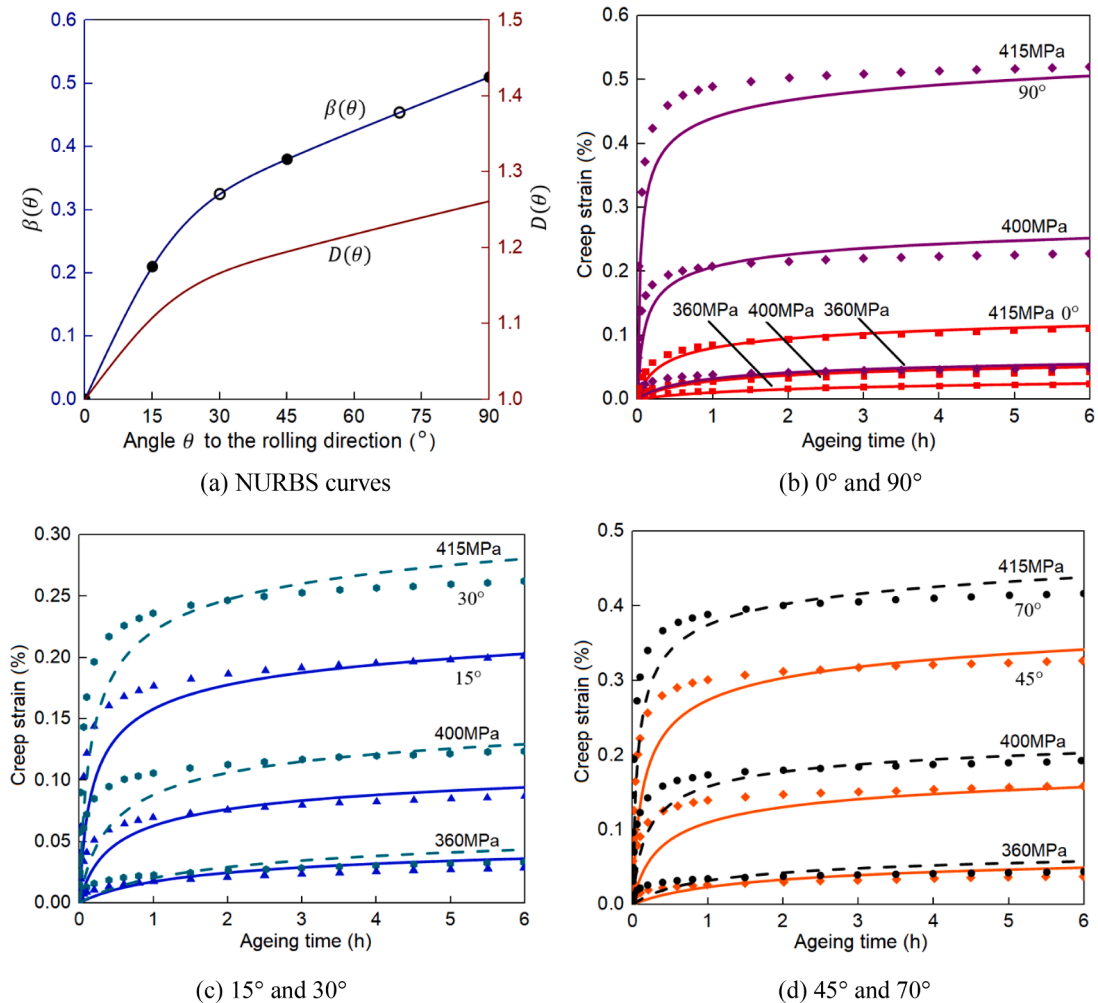 0.6
0.5
0.4
0.3
0.2
0.1
0.0
β(θ)
1.5
1.4
1.3
1.2
1.1
1.0
D(θ)
β(θ)
D(θ)
0 15 30 45 60 75 90
Angle θ to the rolling direction (°)
(a) NURBS curves
0.6
0.5
0.4
0.3
0.2
0.1
0.0
Creep strain (%)
415MPa
90°
400MPa
360MPa 400MPa 360MPa 415MPa 0°
0 1 2 3 4 5 6
Ageing time (h)
(b) 0° and 90°
0.30
0.25
0.20
0.15
0.10
0.05
0.00
Creep strain (%)
415MPa
30°
15°
400MPa
360MPa
0 1 2 3 4 5 6
Ageing time (h)
(c) 15° and 30°
0.5
0.4
0.3
0.2
0.1
0.0
Creep strain (%)
415MPa
70°
45°
400MPa
360MPa
0 1 2 3 4 5 6
Ageing time (h)
(d) 45° and 70°